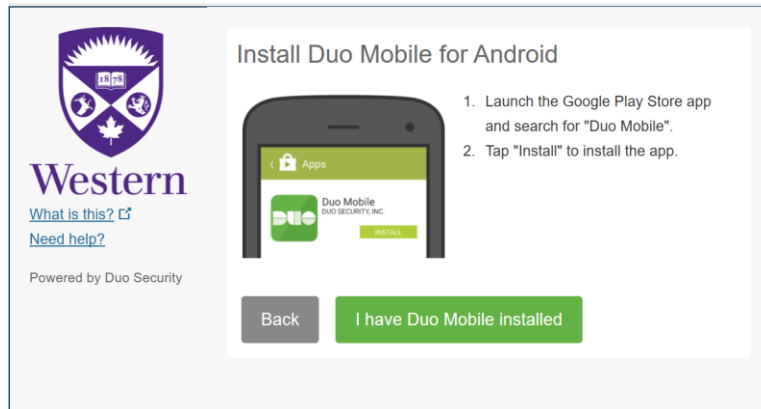 1878
Western
What is this?
Need help?
Powered by Duo Security
Install Duo Mobile for Android
1. Launch the Google Play Store app
and search for "Duo Mobile".
2. Tap "Install" to install the app.
Apps
DUO
Duo Mobile
DUO SECURITY, INC.
INSTALL
Back
I have Duo Mobile installed